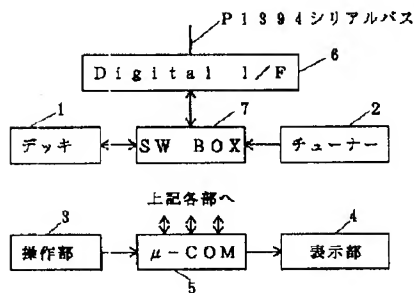 P1394シリアルバス
6
Digital I/F
1
7
2
デッキ
SW BOX
チューナー
上記各部へ
3
4
操作部
μ-COM
表示部
5